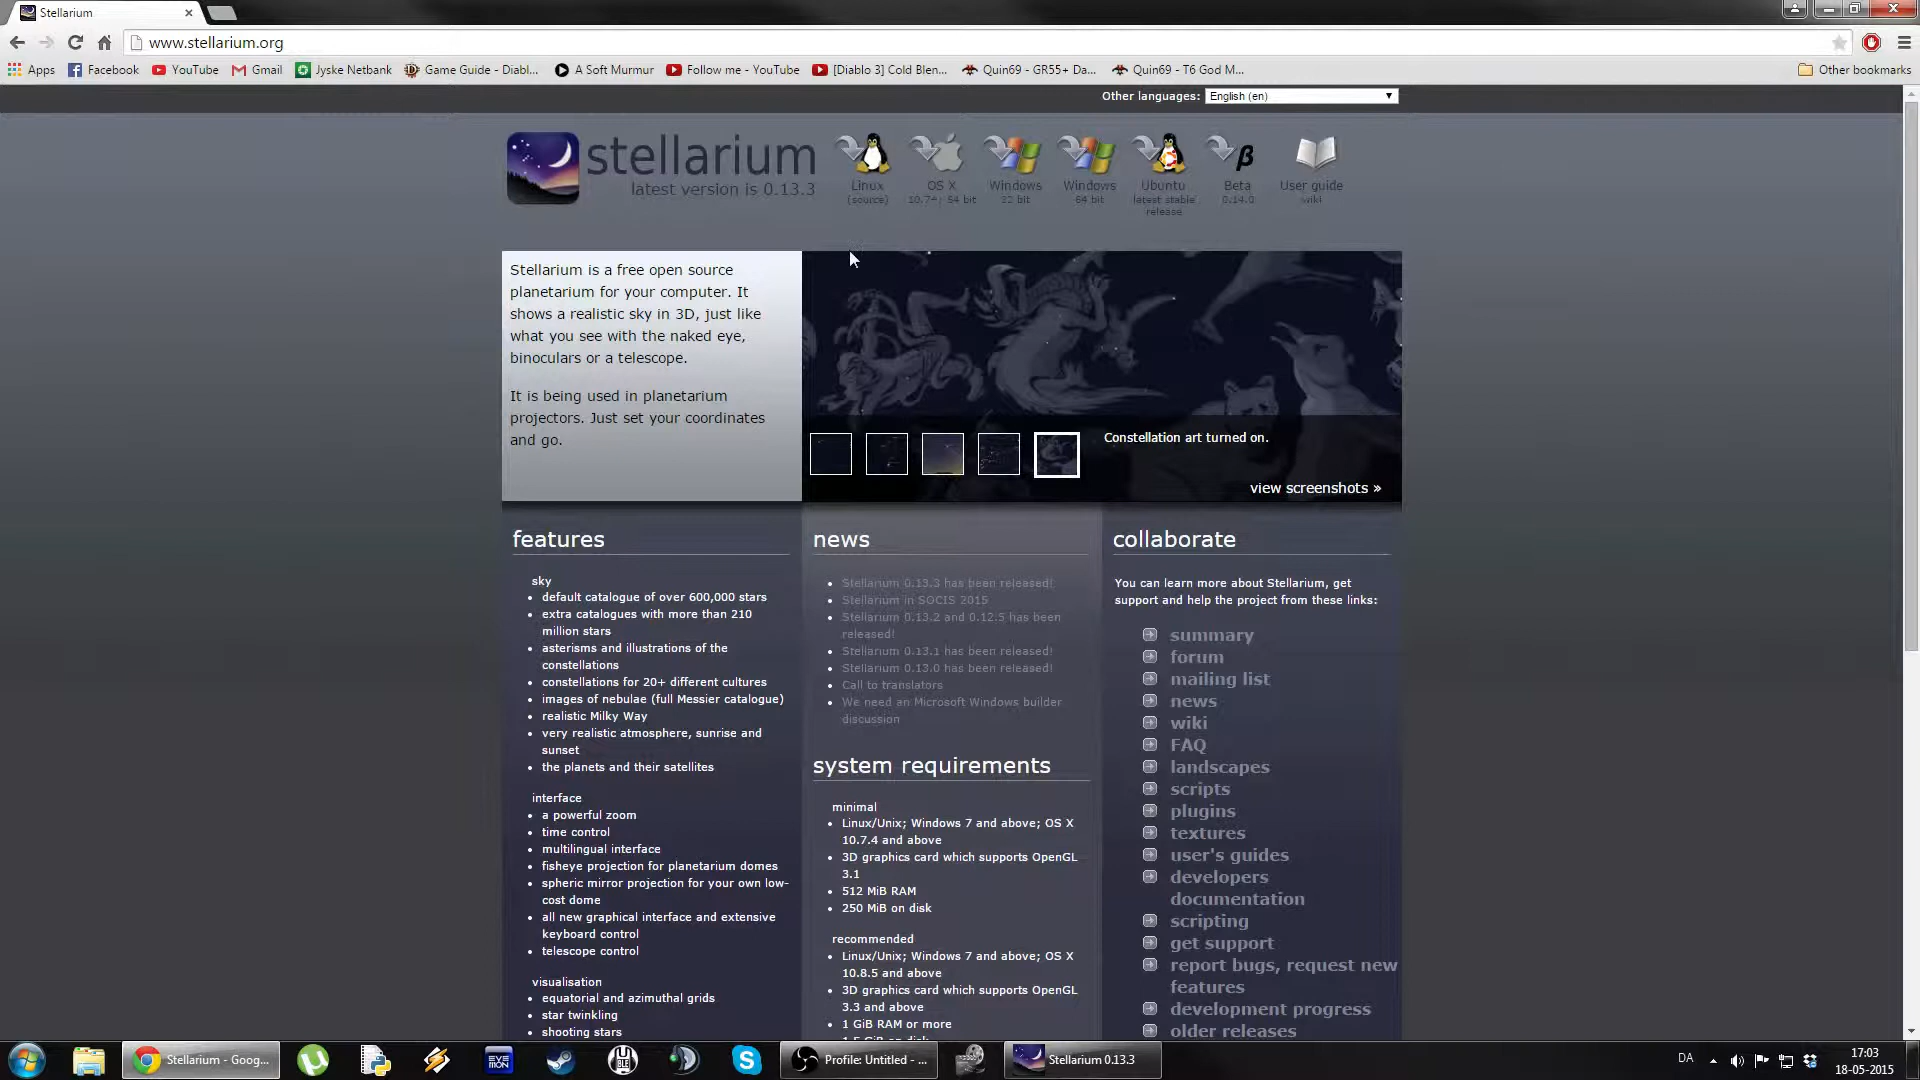 Stellarium
www.stellarium.org
Apps
Facebook
YouTube
Gmail
Jyske Netbank
Game Guide - Diabl...
A Soft Murmur
Follow me - YouTube
[Diablo 3] Cold Blen...
Quin69 - GR55+ Da...
Quin69 - T6 God M...
Other bookmarks
Other languages:
English (en)
stellarium
latest version is 0.13.3
Linux
(source)
OS X
10.7+; 64 bit
Windows
32 bit
Windows
64 bit
Ubuntu
latest stable
release
β
Beta
0.14.0
User guide
wiki
Stellarium is a free open source
planetarium for your computer. It
shows a realistic sky in 3D, just like
what you see with the naked eye,
binoculars or a telescope.
It is being used in planetarium
projectors. Just set your coordinates
and go.
Constellation art turned on.
view screenshots »
features
sky
default catalogue of over 600,000 stars
extra catalogues with more than 210
million stars
asterisms and illustrations of the
constellations
constellations for 20+ different cultures
images of nebulae (full Messier catalogue)
realistic Milky Way
very realistic atmosphere, sunrise and
sunset
the planets and their satellites
interface
a powerful zoom
time control
multilingual interface
fisheye projection for planetarium domes
spheric mirror projection for your own low-
cost dome
all new graphical interface and extensive
keyboard control
telescope control
visualisation
equatorial and azimuthal grids
star twinkling
shooting stars
news
Stellarium 0.13.3 has been released!
Stellarium in SOCIS 2015
Stellarium 0.13.2 and 0.12.5 has been
released!
Stellarium 0.13.1 has been released!
Stellarium 0.13.0 has been released!
Call to translators
We need an Microsoft Windows builder
discussion
system requirements
minimal
Linux/Unix; Windows 7 and above; OS X
10.7.4 and above
3D graphics card which supports OpenGL
3.1
512 MiB RAM
250 MiB on disk
recommended
Linux/Unix; Windows 7 and above; OS X
10.8.5 and above
3D graphics card which supports OpenGL
3.3 and above
1 GiB RAM or more
collaborate
You can learn more about Stellarium, get
support and help the project from these links:
summary
forum
mailing list
news
wiki
FAQ
landscapes
scripts
plugins
textures
user's guides
developers
documentation
scripting
get support
report bugs, request new
features
development progress
older releases
Stellarium - Goog...
EVE
MON
Profile: Untitled - ...
Stellarium 0.13.3
DA
17:03
18-05-2015